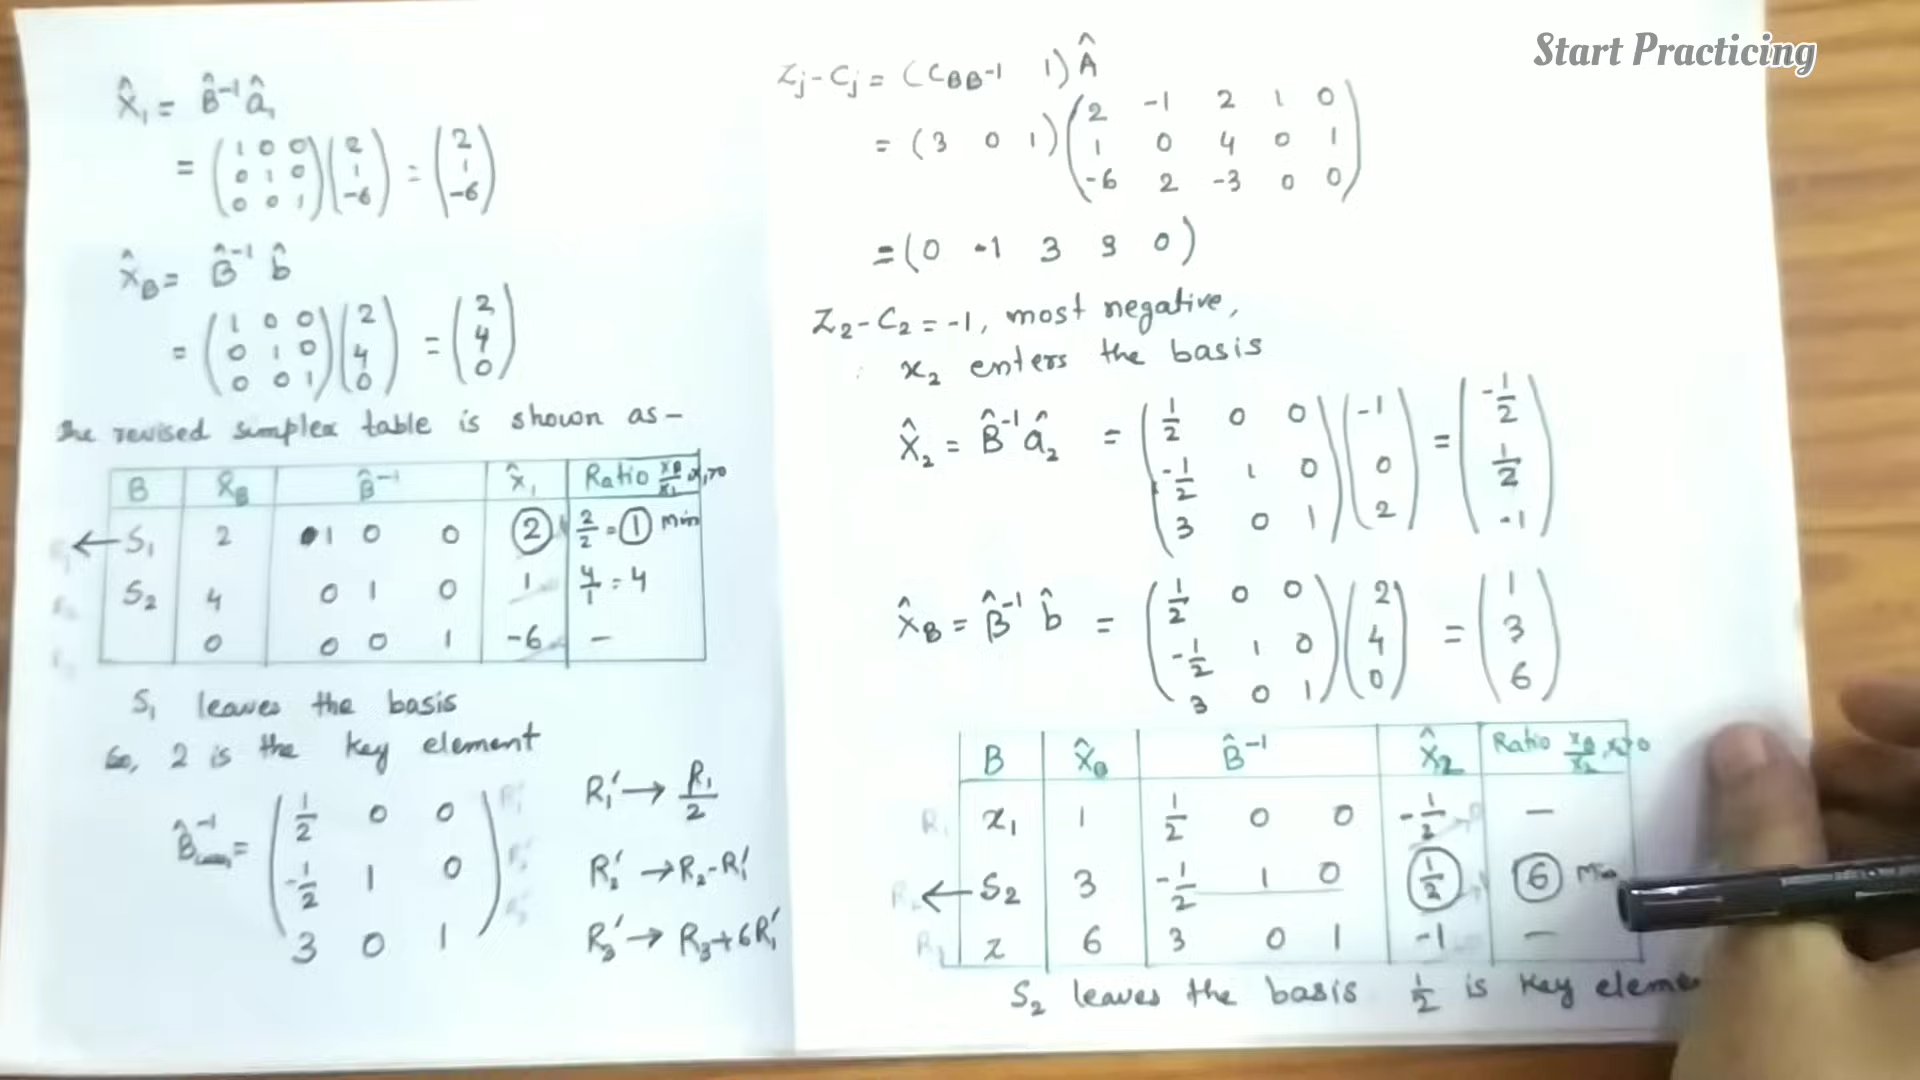 Start Practicing
X̂₁ = B̂⁻¹ â₁
= (1 0 0) (2) = (2)
(0 1 0) (1) (1)
(0 0 1) (-6) (-6)
X̂B = B̂⁻¹ b̂
= (1 0 0) (2) = (2)
(0 1 0) (4) (4)
(0 0 1) (0) (0)
The revised simplex table is shown as –
B X̂B B̂⁻¹ X̂₁ Ratio xB/x₁, x₁>0
← S₁ 2 1 0 0 2 2/2 = 1 min
S₂ 4 0 1 0 1 4/1 = 4
0 0 0 1 -6 –
S₁ leaves the basis
So, 2 is the key element
B̂⁻¹ = (1/2 0 0) R₁' → R₁/2
(-1/2 1 0) R₂' → R₂-R₁'
(3 0 1) R₃' → R₃+6R₁'
Zj - Cj = (CBB⁻¹ 1) Â
= (3 0 1) (2 -1 2 1 0)
(1 0 4 0 1)
(-6 2 -3 0 0)
= (0 -1 3 3 0)
Z₂-C₂ = -1, most negative,
∴ x₂ enters the basis
X̂₂ = B̂⁻¹ â₂ = (1/2 0 0) (-1) = (-1/2)
(-1/2 1 0) (0) (1/2)
(3 0 1) (2) (-1)
X̂B = B̂⁻¹ b̂ = (1/2 0 0) (2) = (1)
(-1/2 1 0) (4) (3)
(3 0 1) (0) (6)
B X̂B B̂⁻¹ X̂₂ Ratio xB/x₂, x₂>0
R₁ x₁ 1 1/2 0 0 -1/2 –
R₂ ← S₂ 3 -1/2 1 0 1/2 6
R₃ z 6 3 0 1 -1 –
S₂ leaves the basis 1/2 is key eleme